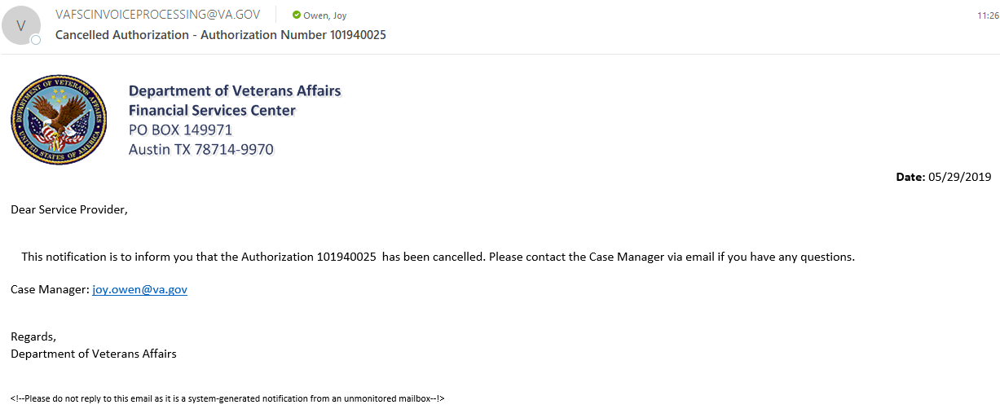 V
VAFSCINVOICEPROCESSING@VA.GOV
Owen, Joy
11:26
Cancelled Authorization - Authorization Number 101940025
DEPARTMENT OF VETERANS AFFAIRS
UNITED STATES OF AMERICA
Department of Veterans Affairs
Financial Services Center
PO BOX 149971
Austin TX 78714-9970
Date: 05/29/2019
Dear Service Provider,
This notification is to inform you that the Authorization 101940025  has been cancelled. Please contact the Case Manager via email if you have any questions.
Case Manager: joy.owen@va.gov
Regards,
Department of Veterans Affairs
<!--Please do not reply to this email as it is a system-generated notification from an unmonitored mailbox--!>